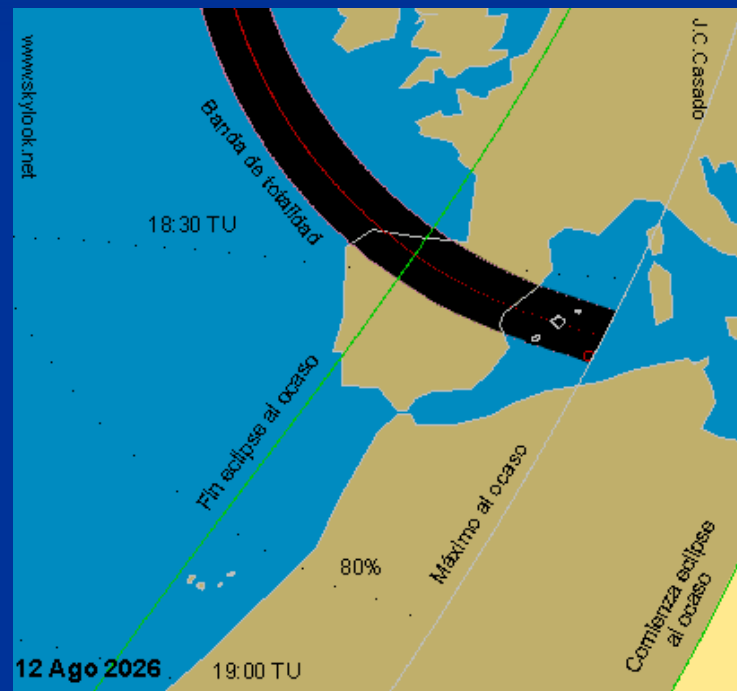 www.skylook.net
J.C.Casado
Banda de totalidad
18:30 TU
Fin eclipse al ocaso
Máximo al ocaso
80%
Comienza eclipse
al ocaso
12 Ago 2026
19:00 TU